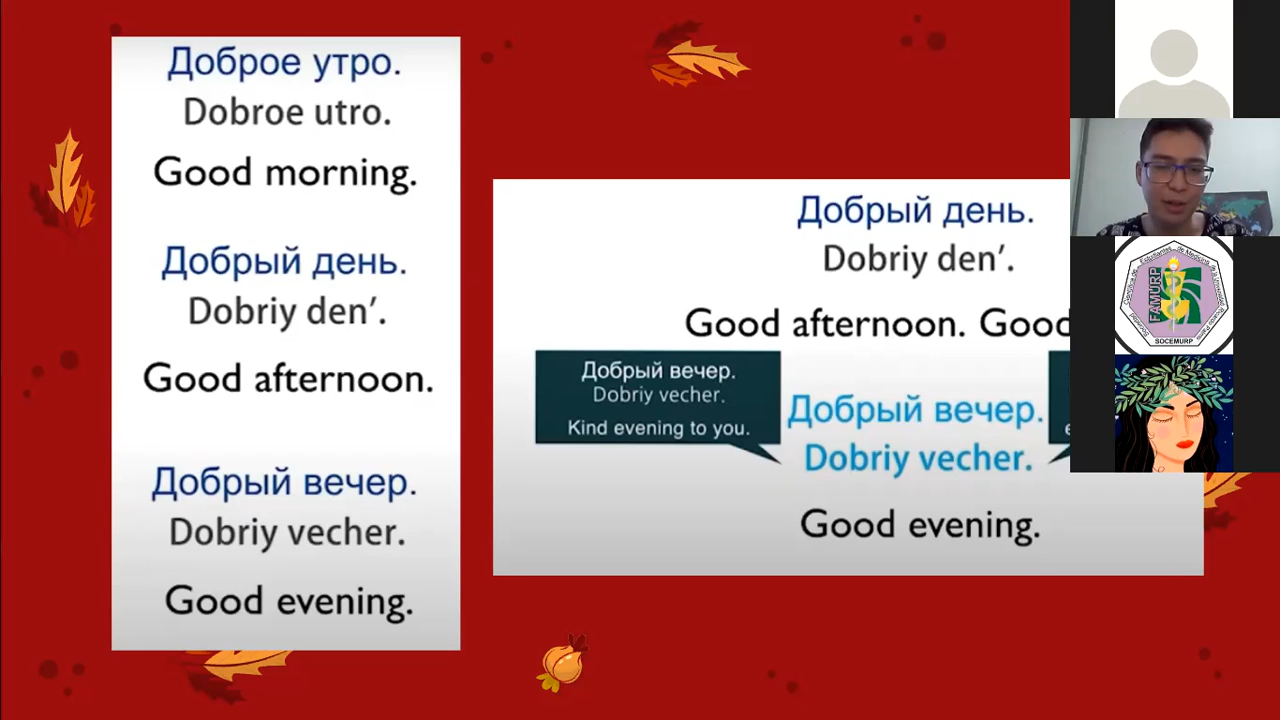 Доброе утро.
Dobroe utro.
Good morning.
Добрый день.
Dobriy den’.
Good afternoon.
Добрый вечер.
Dobriy vecher.
Good evening.
Добрый день.
Dobriy den’.
Good afternoon. Good
Добрый вечер.
Dobriy vecher.
Kind evening to you.
Добрый вечер.
Dobriy vecher.
Good evening.
FAMURP
SOCEMURP